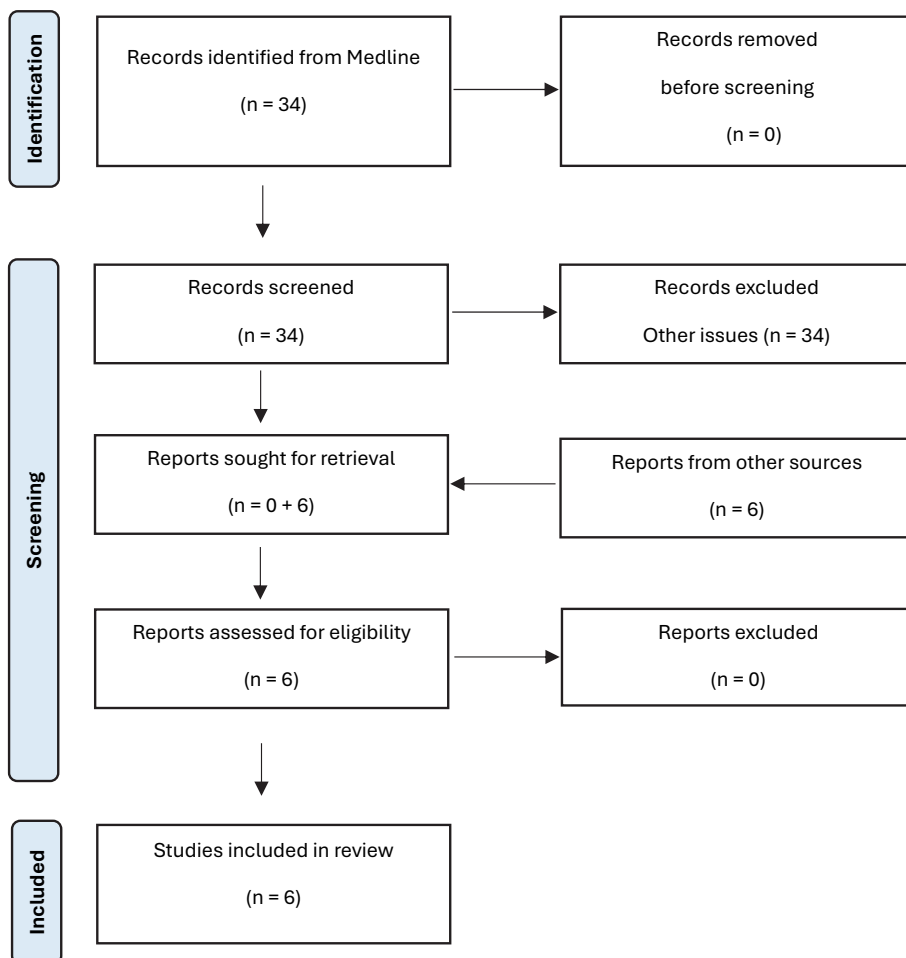 Identification
Records identified from Medline
(n = 34)
Records removed
before screening
(n = 0)
Screening
Records screened
(n = 34)
Records excluded
Other issues (n = 34)
Reports sought for retrieval
(n = 0 + 6)
Reports from other sources
(n = 6)
Reports assessed for eligibility
(n = 6)
Reports excluded
(n = 0)
Included
Studies included in review
(n = 6)